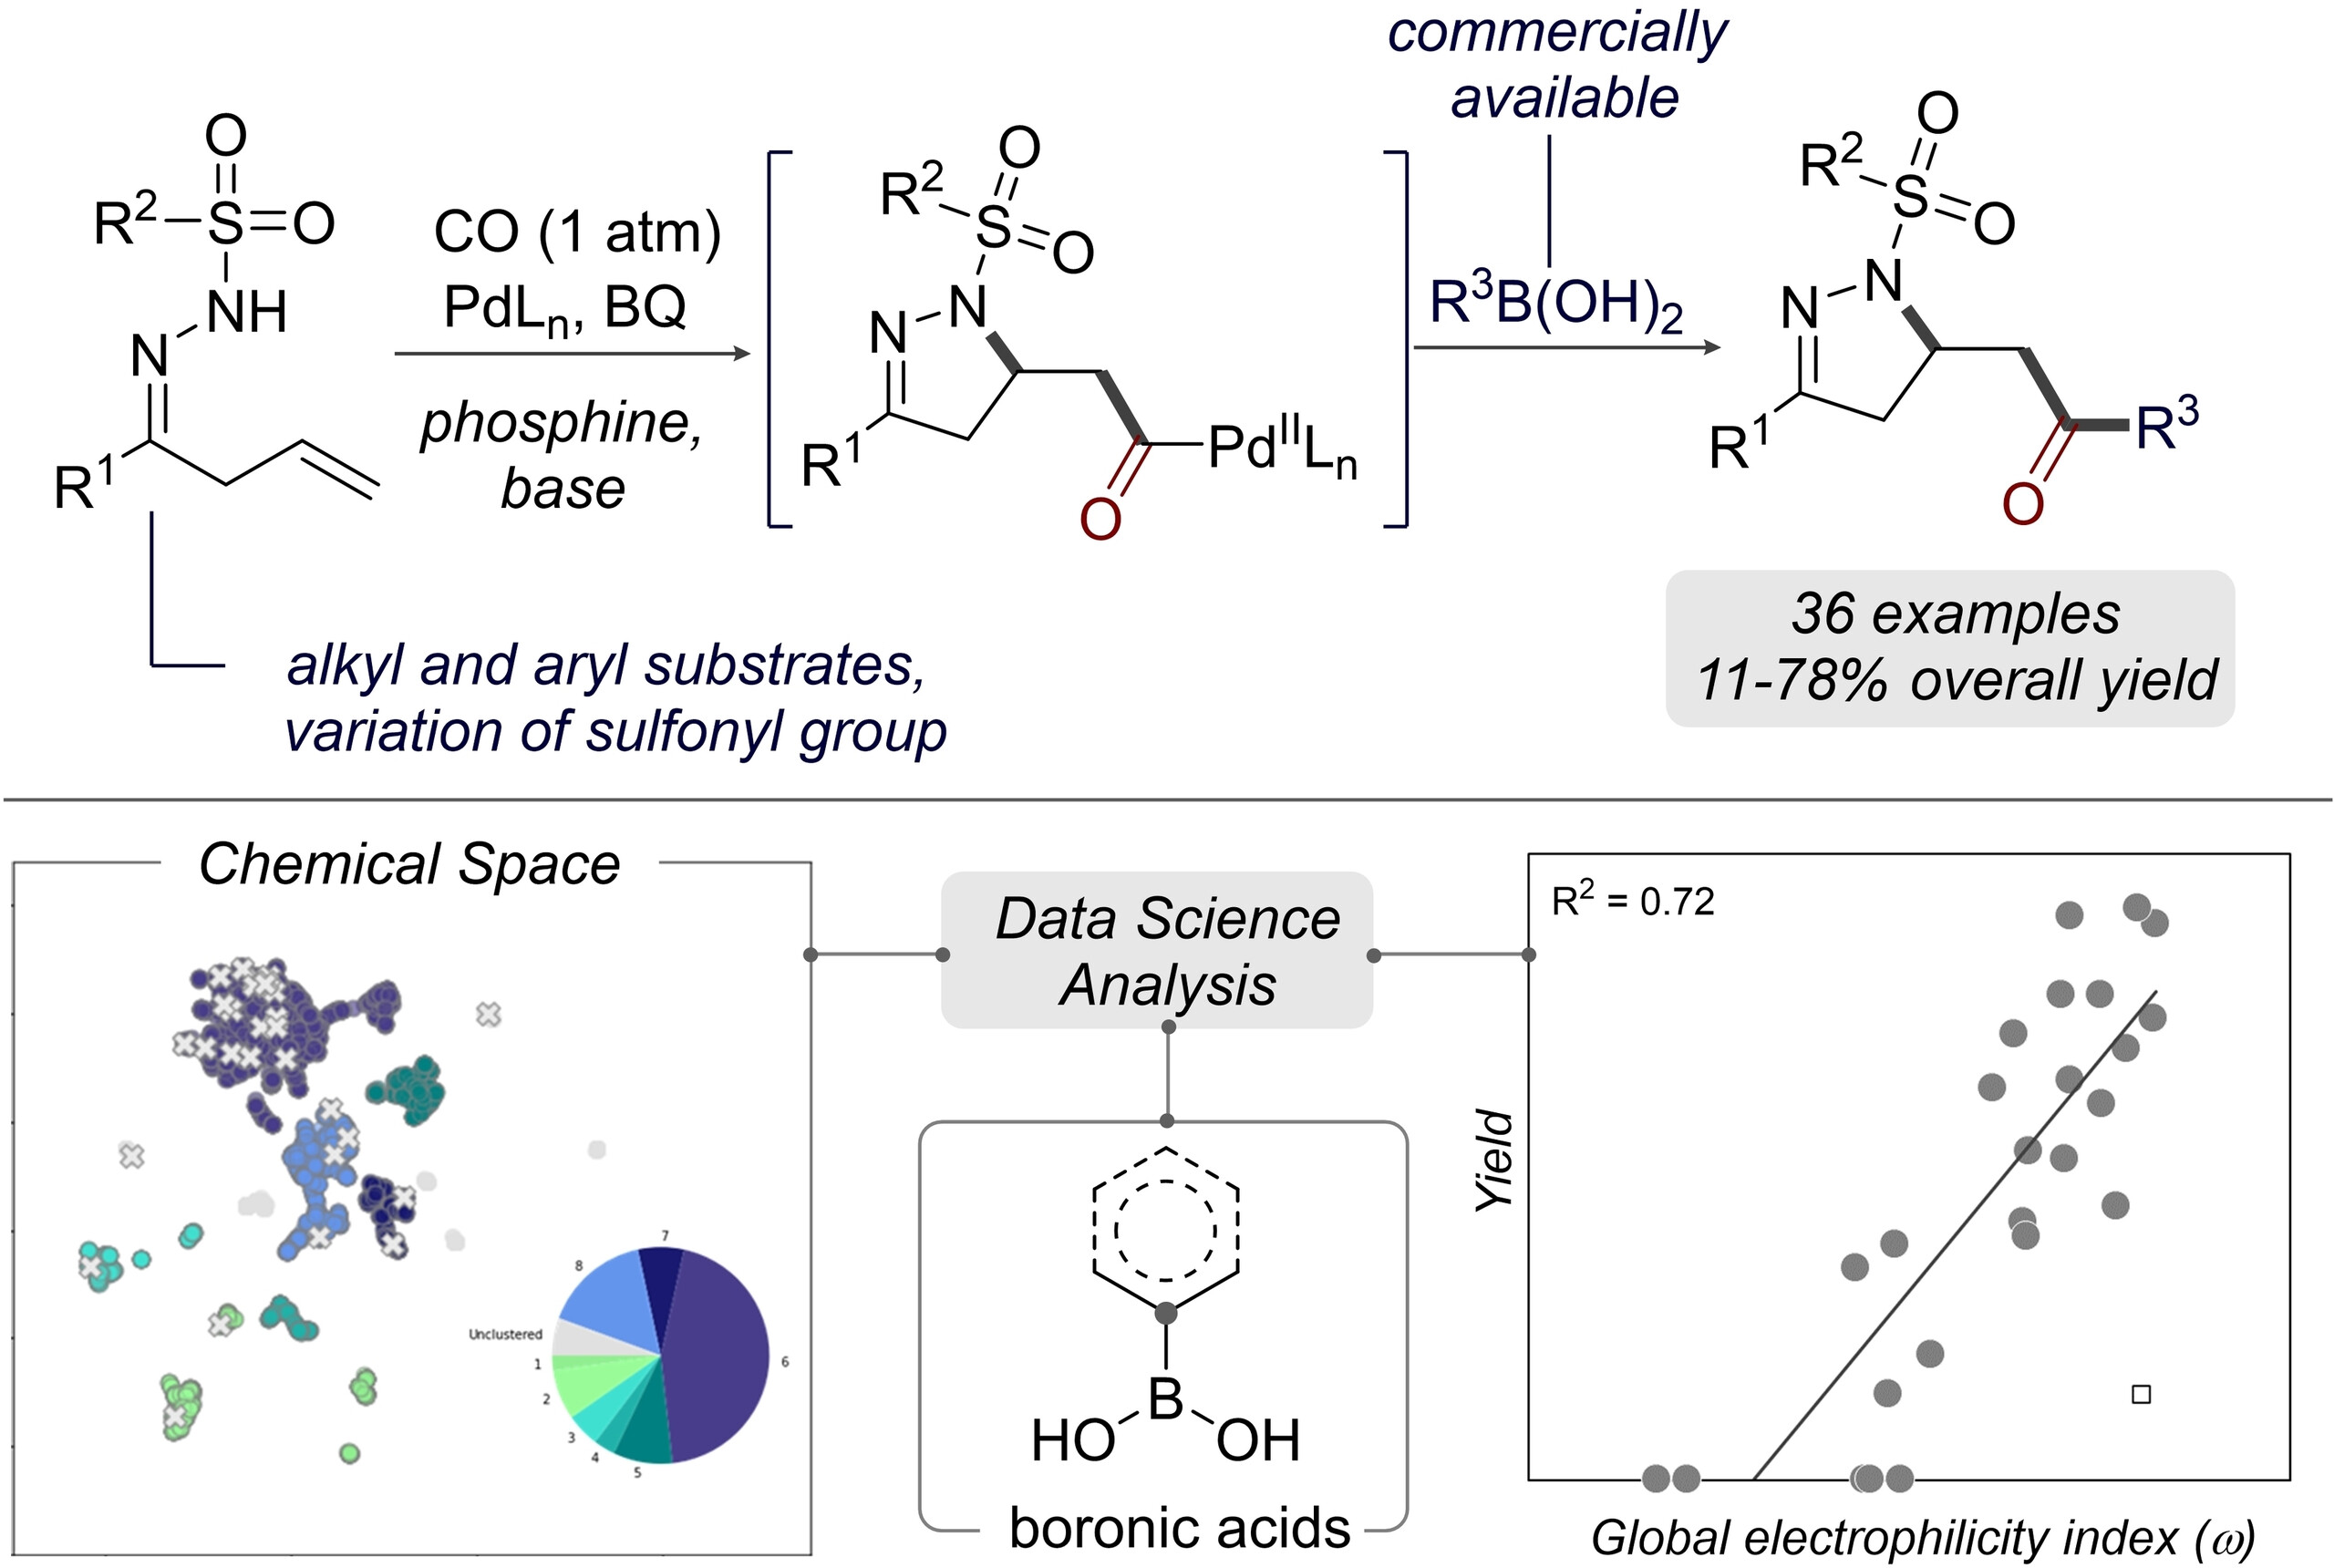 commercially
available
O
R² S O
NH
N
R¹
CO (1 atm)
PdLₙ, BQ
phosphine,
base
R² O
S O
N N
R¹ PdᴵᴵLₙ
O
R³B(OH)₂
R² O
S O
N N
R¹ R³
O
alkyl and aryl substrates,
variation of sulfonyl group
36 examples
11-78% overall yield
Chemical Space
7
8
Unclustered
6
1
2
3
4
5
Data Science
Analysis
B
HO OH
boronic acids
R² = 0.72
Yield
Global electrophilicity index (ω)